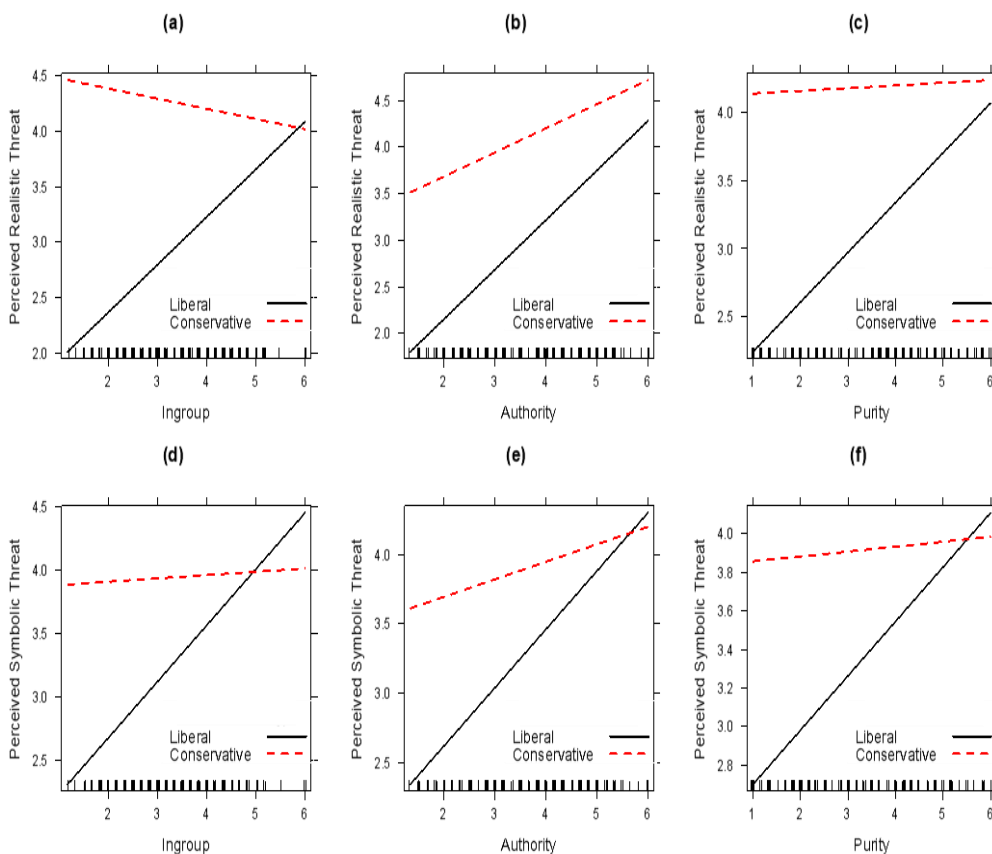 (a)
Perceived Realistic Threat
4.5
4.0
3.5
3.0
2.5
2.0
Liberal
Conservative
2 3 4 5 6
Ingroup
(b)
Perceived Realistic Threat
4.5
4.0
3.5
3.0
2.5
2.0
Liberal
Conservative
2 3 4 5 6
Authority
(c)
Perceived Realistic Threat
4.0
3.5
3.0
2.5
Liberal
Conservative
1 2 3 4 5 6
Purity
(d)
Perceived Symbolic Threat
4.5
4.0
3.5
3.0
2.5
Liberal
Conservative
2 3 4 5 6
Ingroup
(e)
Perceived Symbolic Threat
4.0
3.5
3.0
2.5
Liberal
Conservative
2 3 4 5 6
Authority
(f)
Perceived Symbolic Threat
4.0
3.8
3.6
3.4
3.2
3.0
2.8
Liberal
Conservative
1 2 3 4 5 6
Purity